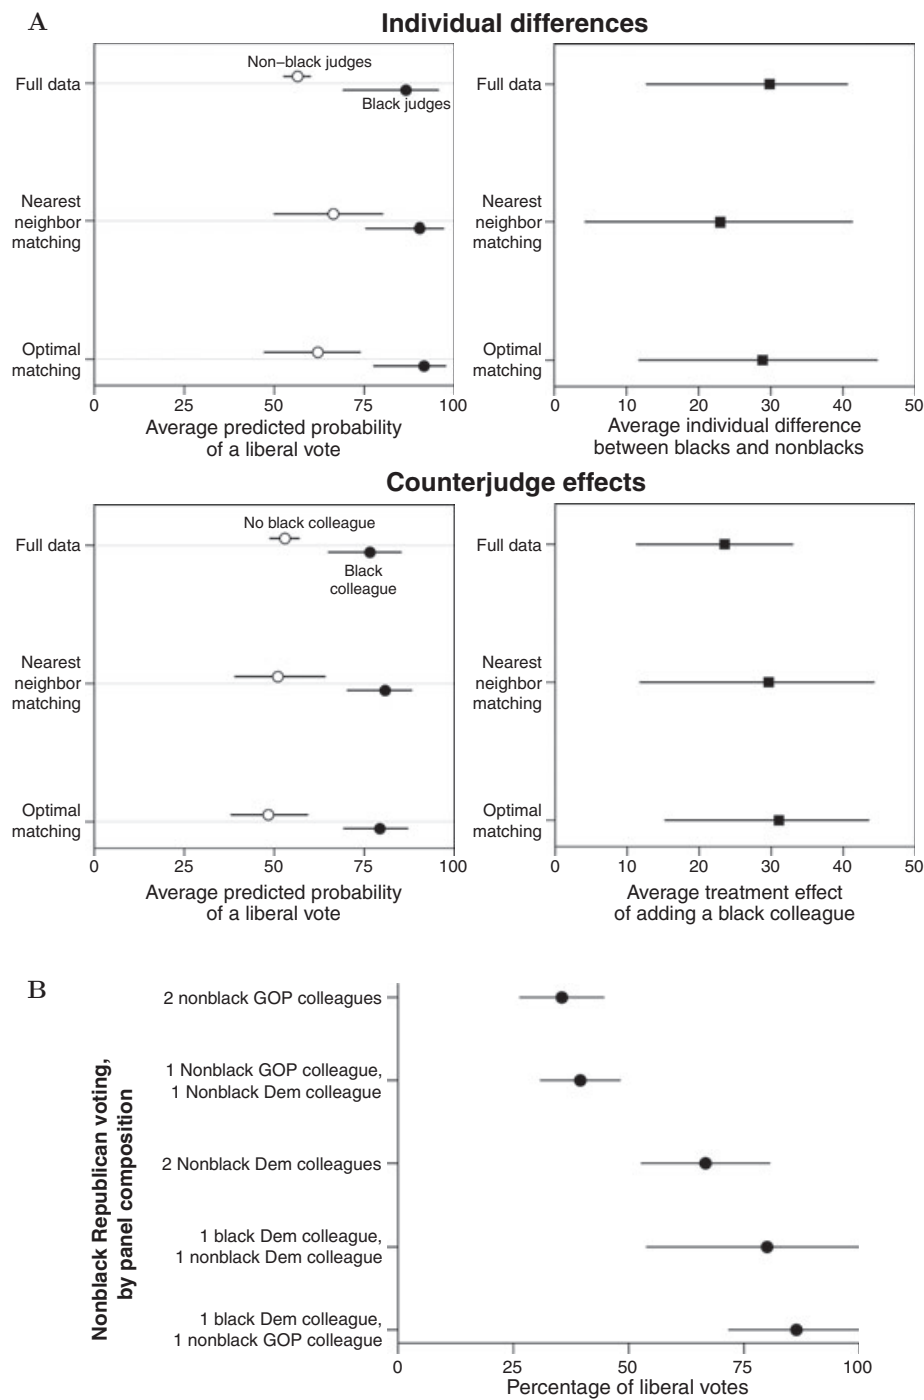 A
Individual differences
Non–black judges
Full data
Black judges
Nearest
neighbor
matching
Optimal
matching
0 25 50 75 100
Average predicted probability
of a liberal vote
Full data
Nearest
neighbor
matching
Optimal
matching
0 10 20 30 40 50
Average individual difference
between blacks and nonblacks
Counterjudge effects
No black colleague
Full data
Black
colleague
Nearest
neighbor
matching
Optimal
matching
0 25 50 75 100
Average predicted probability
of a liberal vote
Full data
Nearest
neighbor
matching
Optimal
matching
0 10 20 30 40 50
Average treatment effect
of adding a black colleague
B
Nonblack Republican voting,
by panel composition
2 nonblack GOP colleagues
1 Nonblack GOP colleague,
1 Nonblack Dem colleague
2 Nonblack Dem colleagues
1 black Dem colleague,
1 nonblack Dem colleague
1 black Dem colleague,
1 nonblack GOP colleague
0 25 50 75 100
Percentage of liberal votes